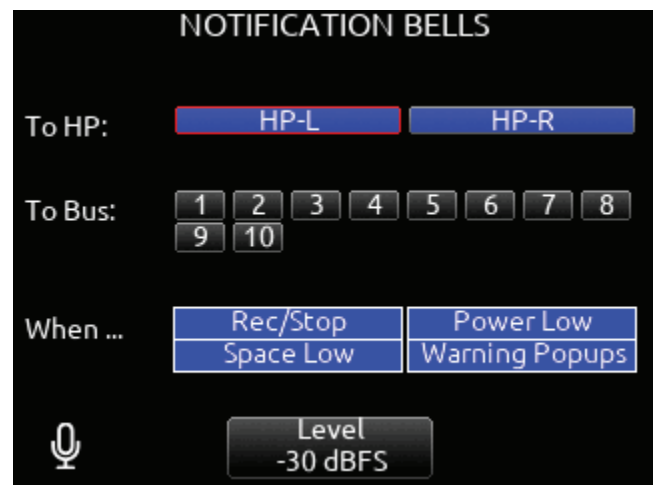 NOTIFICATION BELLS
To HP: HP-L HP-R
To Bus: 1 2 3 4 5 6 7 8
9 10
When ... Rec/Stop Power Low
Space Low Warning Popups
Level
-30 dBFS